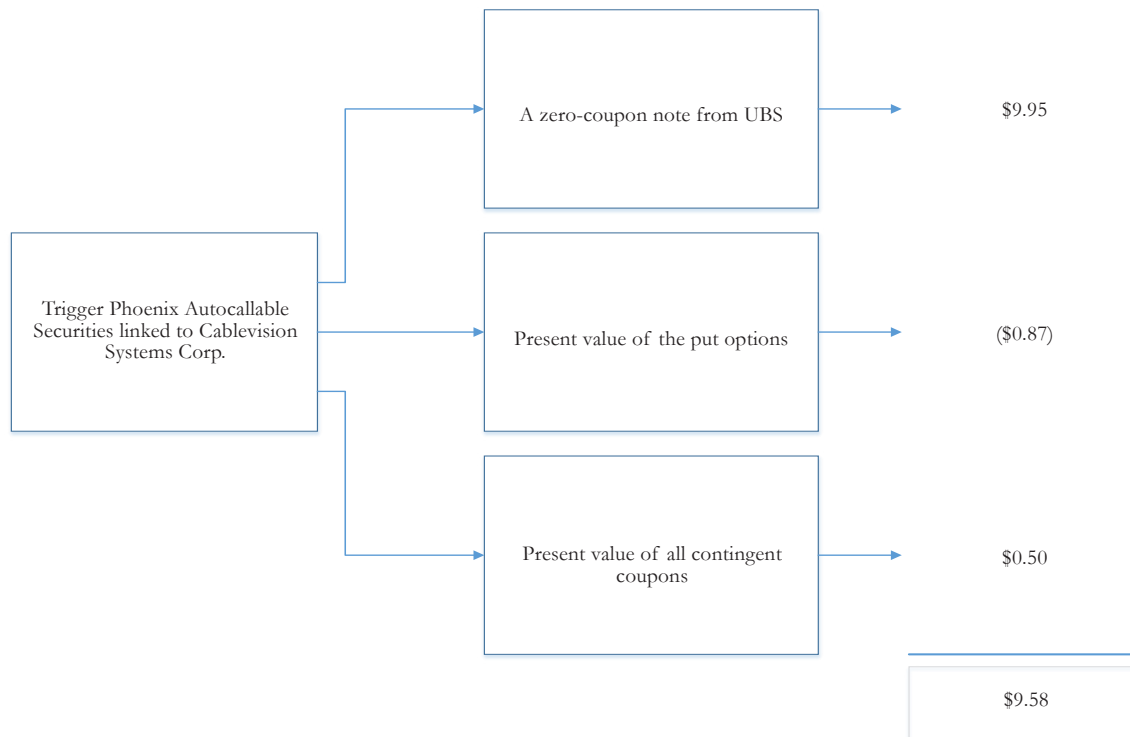 A zero-coupon note from UBS
$9.95
Trigger Phoenix Autocallable
Securities linked to Cablevision
Systems Corp.
Present value of the put options
($0.87)
Present value of all contingent
coupons
$0.50
$9.58